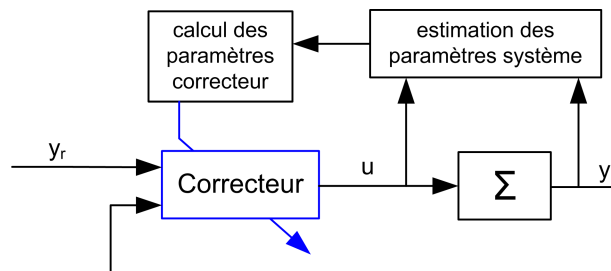 calcul des
paramètres
correcteur
estimation des
paramètres système
yr
Correcteur
u
Σ
y